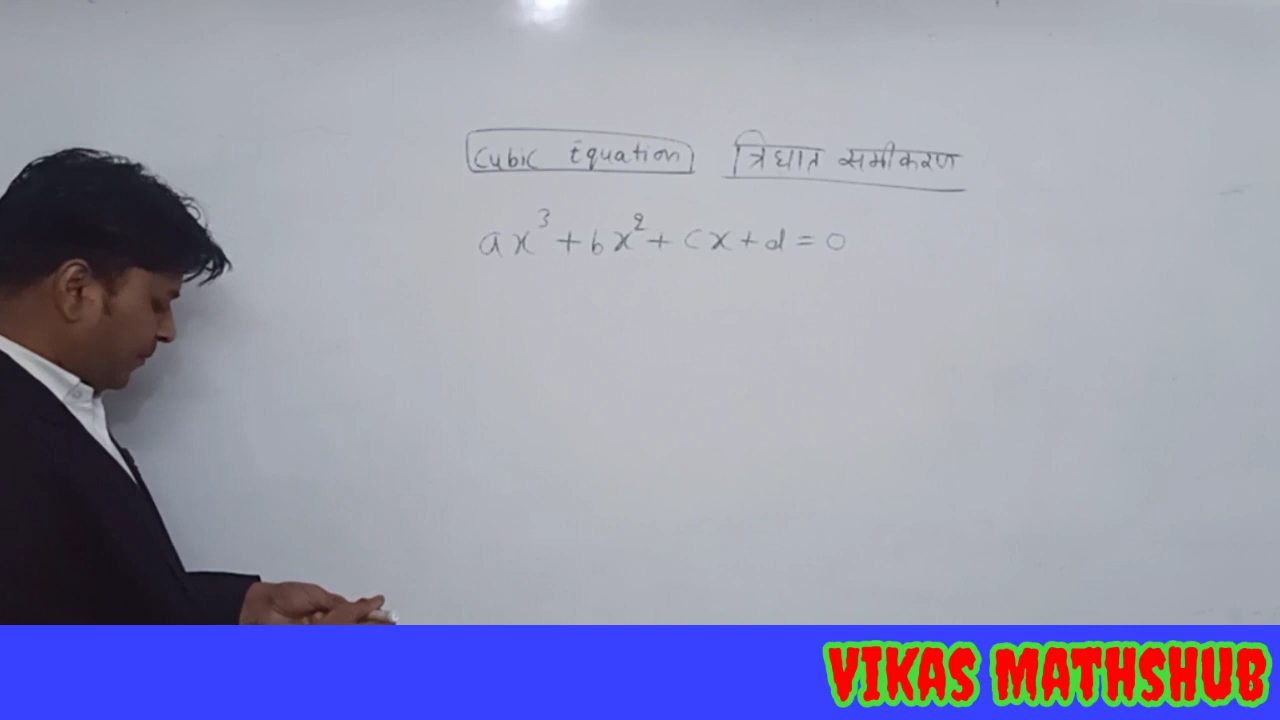 Cubic Equation त्रिघात समीकरण
ax³ + bx² + cx + d = 0
VIKAS MATHSHUB